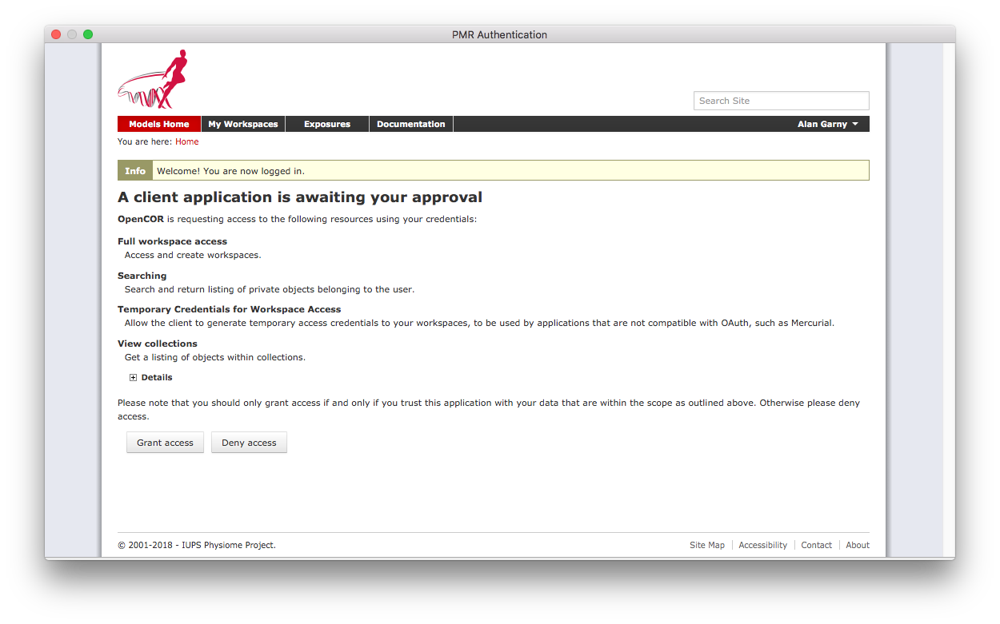 PMR Authentication
Search Site
Models Home My Workspaces Exposures Documentation Alan Garny
You are here: Home
Info Welcome! You are now logged in.
A client application is awaiting your approval
OpenCOR is requesting access to the following resources using your credentials:
Full workspace access
Access and create workspaces.
Searching
Search and return listing of private objects belonging to the user.
Temporary Credentials for Workspace Access
Allow the client to generate temporary access credentials to your workspaces, to be used by applications that are not compatible with OAuth, such as Mercurial.
View collections
Get a listing of objects within collections.
Details
Please note that you should only grant access if and only if you trust this application with your data that are within the scope as outlined above. Otherwise please deny
access.
Grant access Deny access
© 2001-2018 - IUPS Physiome Project. Site Map Accessibility Contact About